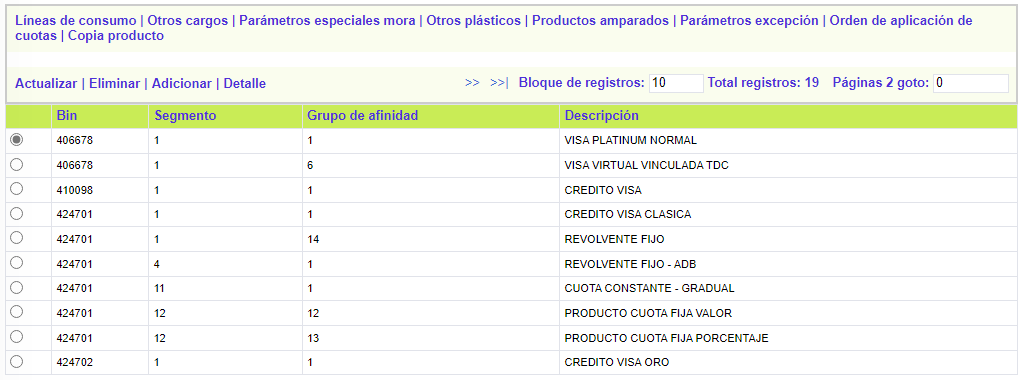 Líneas de consumo | Otros cargos | Parámetros especiales mora | Otros plásticos | Productos amparados | Parámetros excepción | Orden de aplicación de
cuotas | Copia producto
Actualizar | Eliminar | Adicionar | Detalle >> >>| Bloque de registros: 10 Total registros: 19 Páginas 2 goto: 0
Bin Segmento Grupo de afinidad Descripción
406678 1 1 VISA PLATINUM NORMAL
406678 1 6 VISA VIRTUAL VINCULADA TDC
410098 1 1 CREDITO VISA
424701 1 1 CREDITO VISA CLASICA
424701 1 14 REVOLVENTE FIJO
424701 4 1 REVOLVENTE FIJO - ADB
424701 11 1 CUOTA CONSTANTE - GRADUAL
424701 12 12 PRODUCTO CUOTA FIJA VALOR
424701 12 13 PRODUCTO CUOTA FIJA PORCENTAJE
424702 1 1 CREDITO VISA ORO